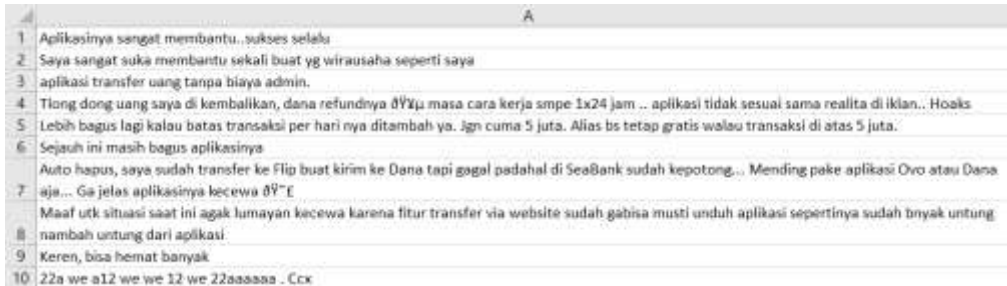 A
1 Aplikasinya sangat membantu..sukses selalu
2 Saya sangat suka membantu sekali buat yg wirausaha seperti saya
3 aplikasi transfer uang tanpa biaya admin.
4 Tlong dong uang saya di kembalikan, dana refundnya ðŸ¥µ masa cara kerja smpe 1x24 jam .. aplikasi tidak sesuai sama realita di iklan.. Hoaks
5 Lebih bagus lagi kalau batas transaksi per hari nya ditambah ya. Jgn cuma 5 juta. Alias bs tetap gratis walau transaksi di atas 5 juta.
6 Sejauh ini masih bagus aplikasinya
Auto hapus, saya sudah transfer ke Flip buat kirim ke Dana tapi gagal padahal di SeaBank sudah kepotong... Mending pake aplikasi Ovo atau Dana
7 aja... Ga jelas aplikasinya kecewa ðŸ˜£
Maaf utk situasi saat ini agak lumayan kecewa karena fitur transfer via website sudah gabisa musti unduh aplikasi sepertinya sudah bnyak untung
8 nambah untung dari aplikasi
9 Keren, bisa hemat banyak
10 22a we a12 we we 12 we 22aaaaaa . Ccx